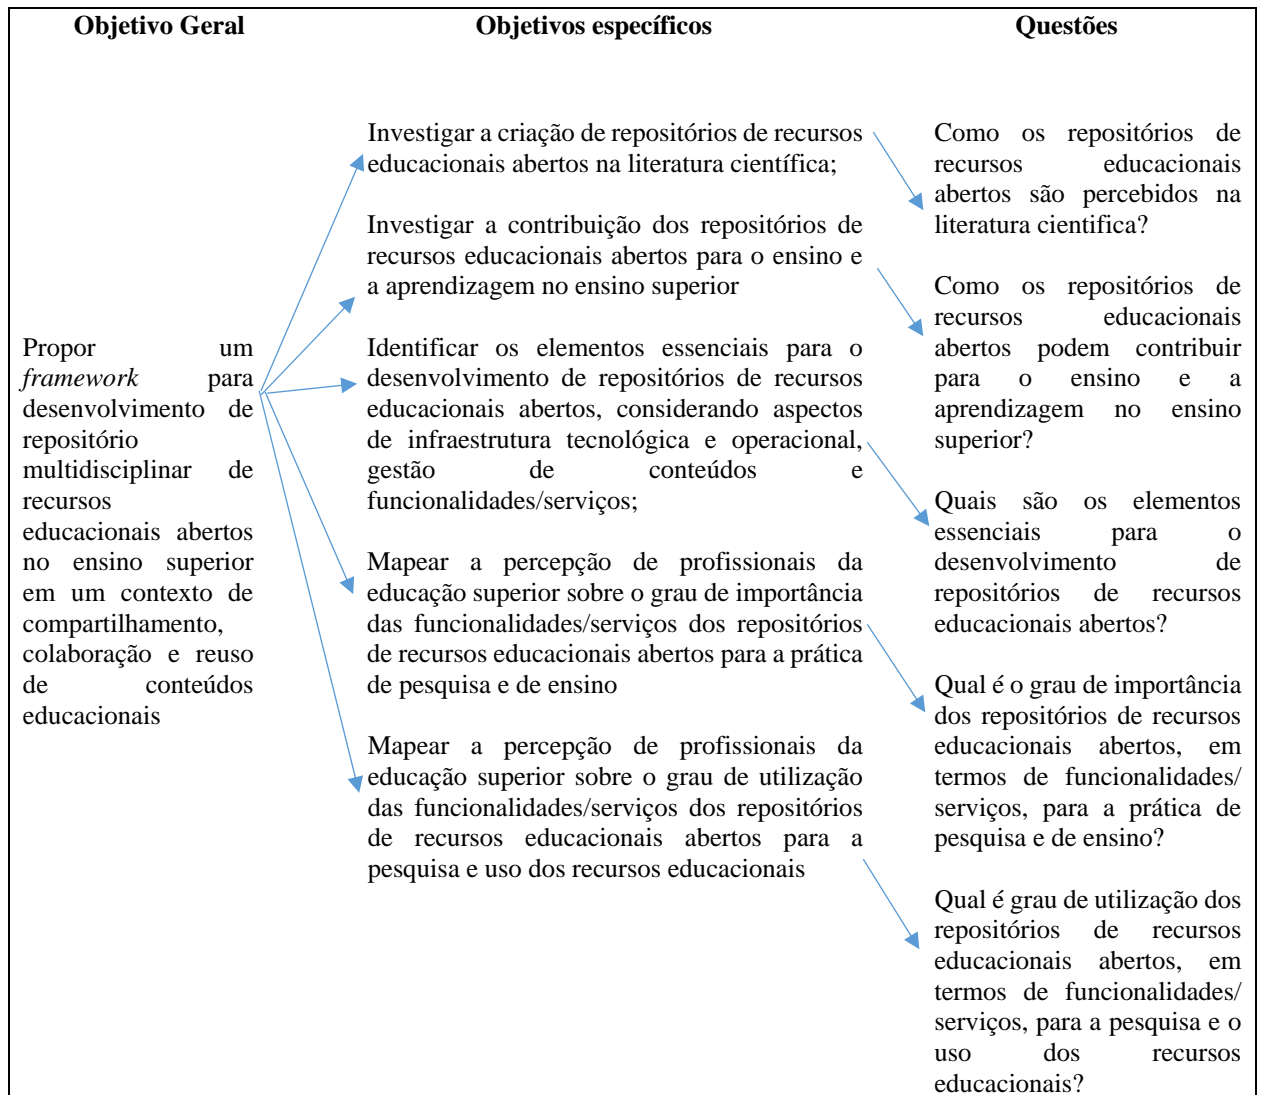 Objetivo Geral
Objetivos específicos
Questões
Propor um
framework para
desenvolvimento de
repositório
multidisciplinar de
recursos
educacionais abertos
no ensino superior
em um contexto de
compartilhamento,
colaboração e reuso
de conteúdos
educacionais
Investigar a criação de repositórios de recursos
educacionais abertos na literatura científica;
Investigar a contribuição dos repositórios de
recursos educacionais abertos para o ensino e
a aprendizagem no ensino superior
Identificar os elementos essenciais para o
desenvolvimento de repositórios de recursos
educacionais abertos, considerando aspectos
de infraestrutura tecnológica e operacional,
gestão de conteúdos e
funcionalidades/serviços;
Mapear a percepção de profissionais da
educação superior sobre o grau de importância
das funcionalidades/serviços dos repositórios
de recursos educacionais abertos para a prática
de pesquisa e de ensino
Mapear a percepção de profissionais da
educação superior sobre o grau de utilização
das funcionalidades/serviços dos repositórios
de recursos educacionais abertos para a
pesquisa e uso dos recursos educacionais
Como os repositórios de
recursos educacionais
abertos são percebidos na
literatura cientifica?
Como os repositórios de
recursos educacionais
abertos podem contribuir
para o ensino e a
aprendizagem no ensino
superior?
Quais são os elementos
essenciais para o
desenvolvimento de
repositórios de recursos
educacionais abertos?
Qual é o grau de importância
dos repositórios de recursos
educacionais abertos, em
termos de funcionalidades/
serviços, para a prática de
pesquisa e de ensino?
Qual é grau de utilização dos
repositórios de recursos
educacionais abertos, em
termos de funcionalidades/
serviços, para a pesquisa e o
uso dos recursos
educacionais?